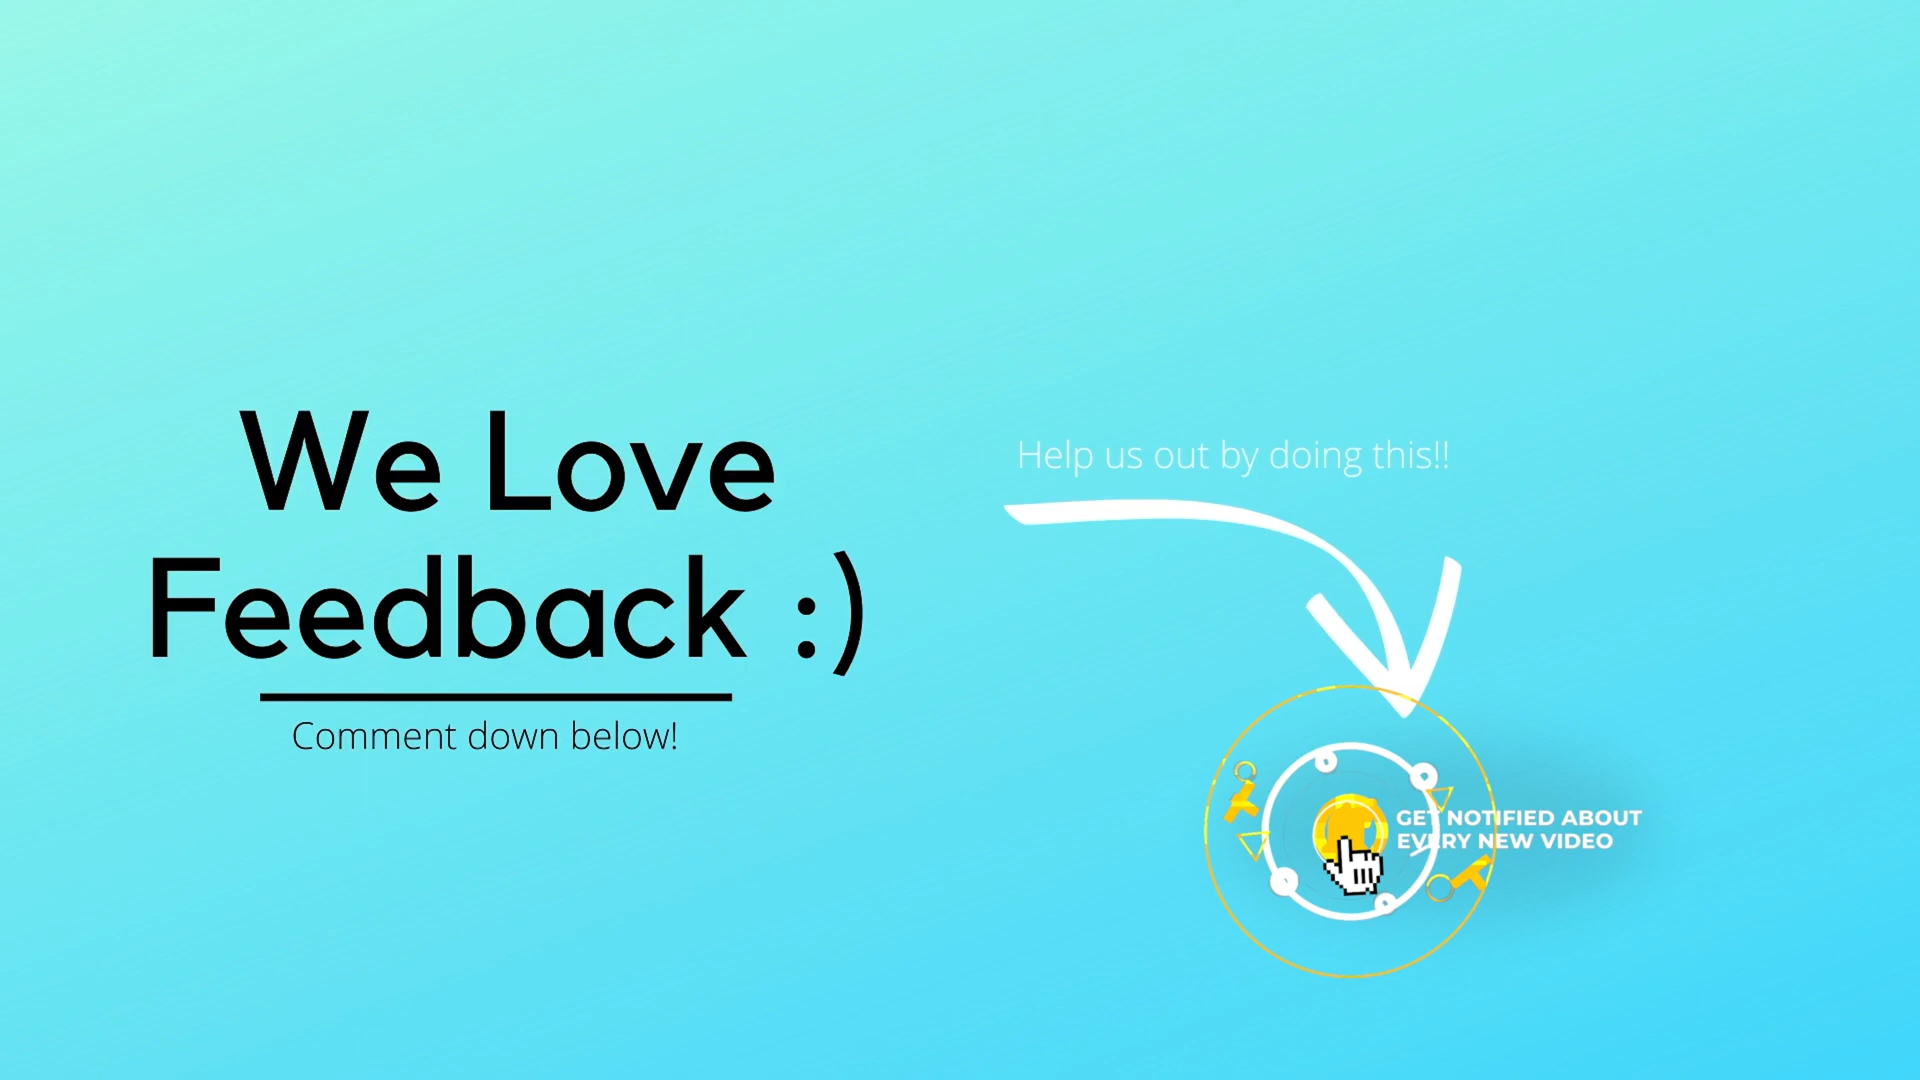 We Love
Feedback :)
Comment down below!
Help us out by doing this!!
GET NOTIFIED ABOUT
EVERY NEW VIDEO